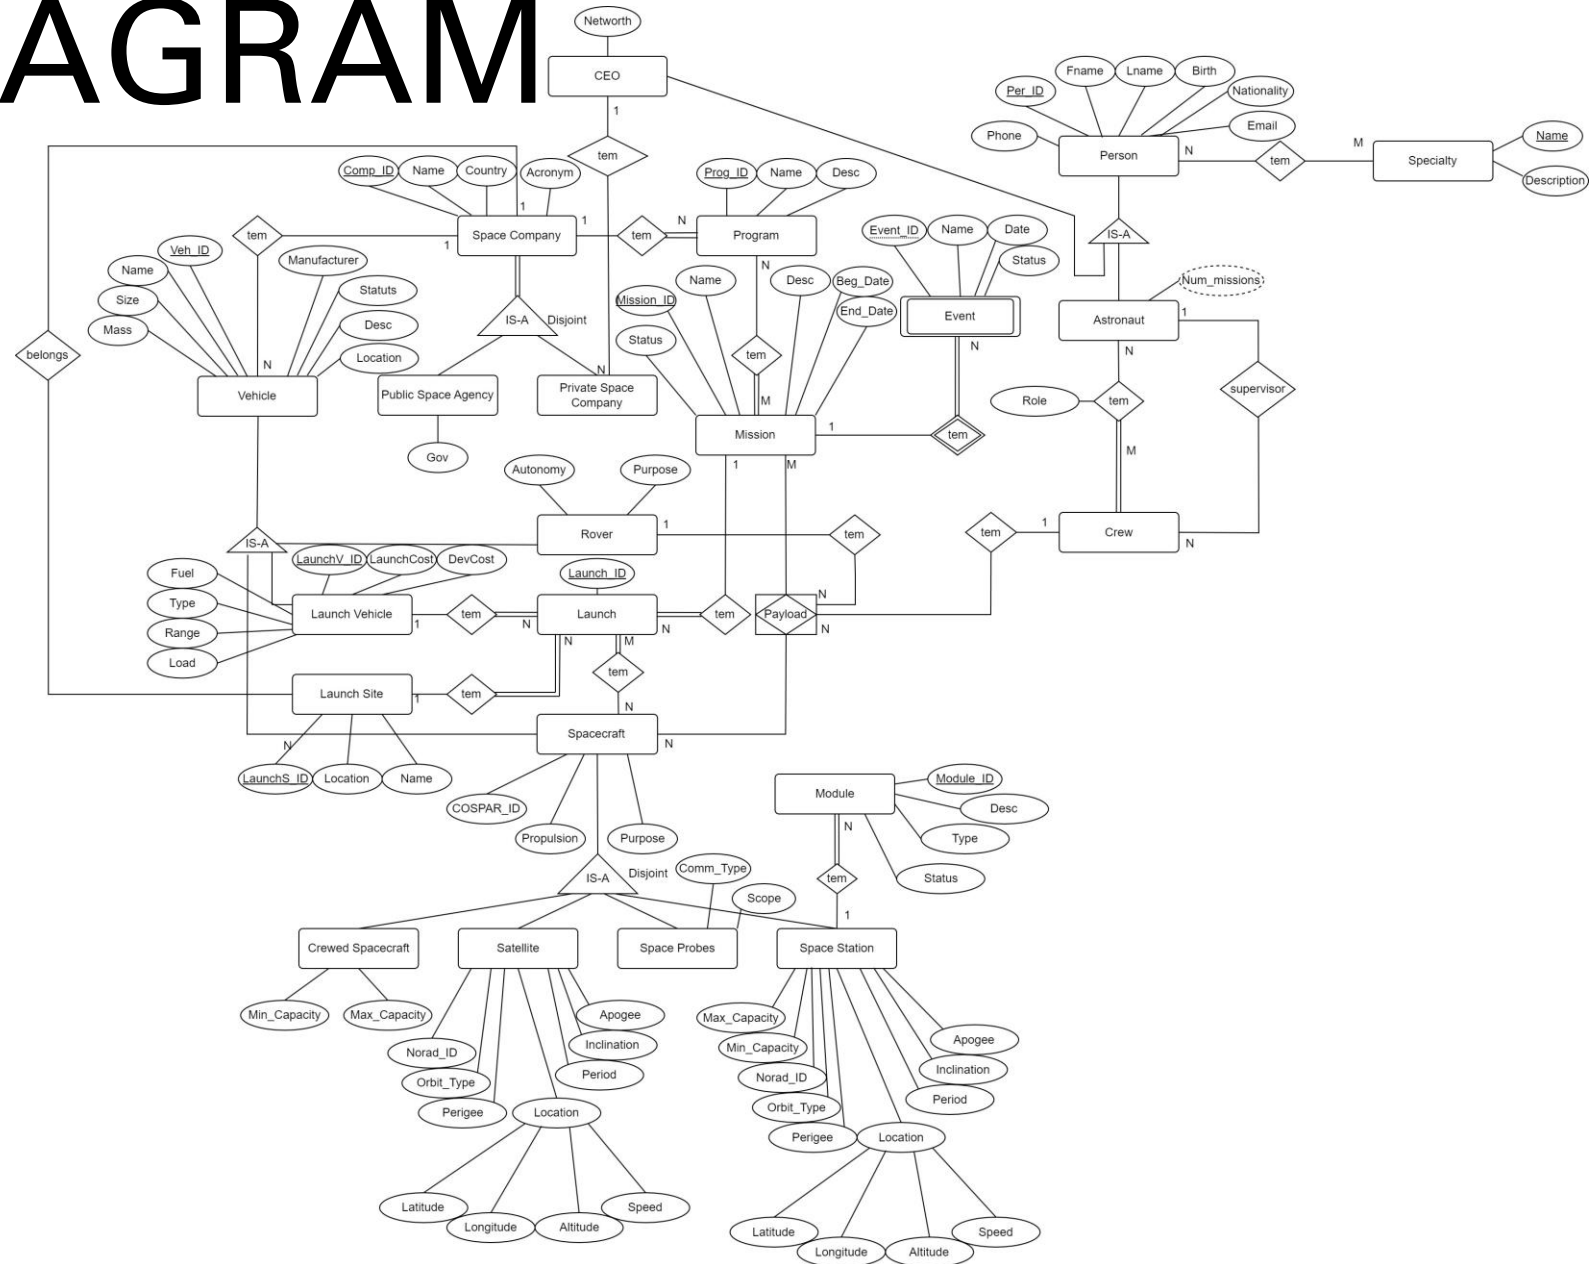 AGRAM
Networth
CEO
1
tem
Fname
Lname
Birth
Per_ID
Nationality
Phone
Email
Person
N
tem
M
Specialty
Name
Description
Comp_ID
Name
Country
Acronym
1
Space Company
1
1
tem
N
Prog_ID
Name
Desc
Program
N
tem
Veh_ID
Manufacturer
Name
Statuts
Size
Desc
Mass
Location
N
Vehicle
belongs
IS-A
Disjoint
N
Public Space Agency
Private Space
Company
Gov
Event_ID
Name
Date
Status
Event
N
IS-A
Num_missions
Astronaut
1
N
Role
tem
supervisor
M
Name
Desc
Beg_Date
Mission_ID
End_Date
Status
tem
M
Mission
1
tem
1
M
Autonomy
Purpose
Rover
1
tem
tem
1
Crew
N
IS-A
LaunchV_ID
LaunchCost
DevCost
Launch_ID
Fuel
Type
Range
Load
Launch Vehicle
1
tem
N
Launch
N
tem
Payload
N
N
N
M
tem
N
Launch Site
1
tem
N
LaunchS_ID
Location
Name
Spacecraft
N
COSPAR_ID
Propulsion
Purpose
Module
Module_ID
Desc
Type
Status
N
tem
1
IS-A
Disjoint
Comm_Type
Scope
Crewed Spacecraft
Satellite
Space Probes
Space Station
Min_Capacity
Max_Capacity
Apogee
Inclination
Period
Norad_ID
Orbit_Type
Perigee
Location
Latitude
Longitude
Altitude
Speed
Max_Capacity
Min_Capacity
Norad_ID
Orbit_Type
Perigee
Location
Apogee
Inclination
Period
Latitude
Longitude
Altitude
Speed